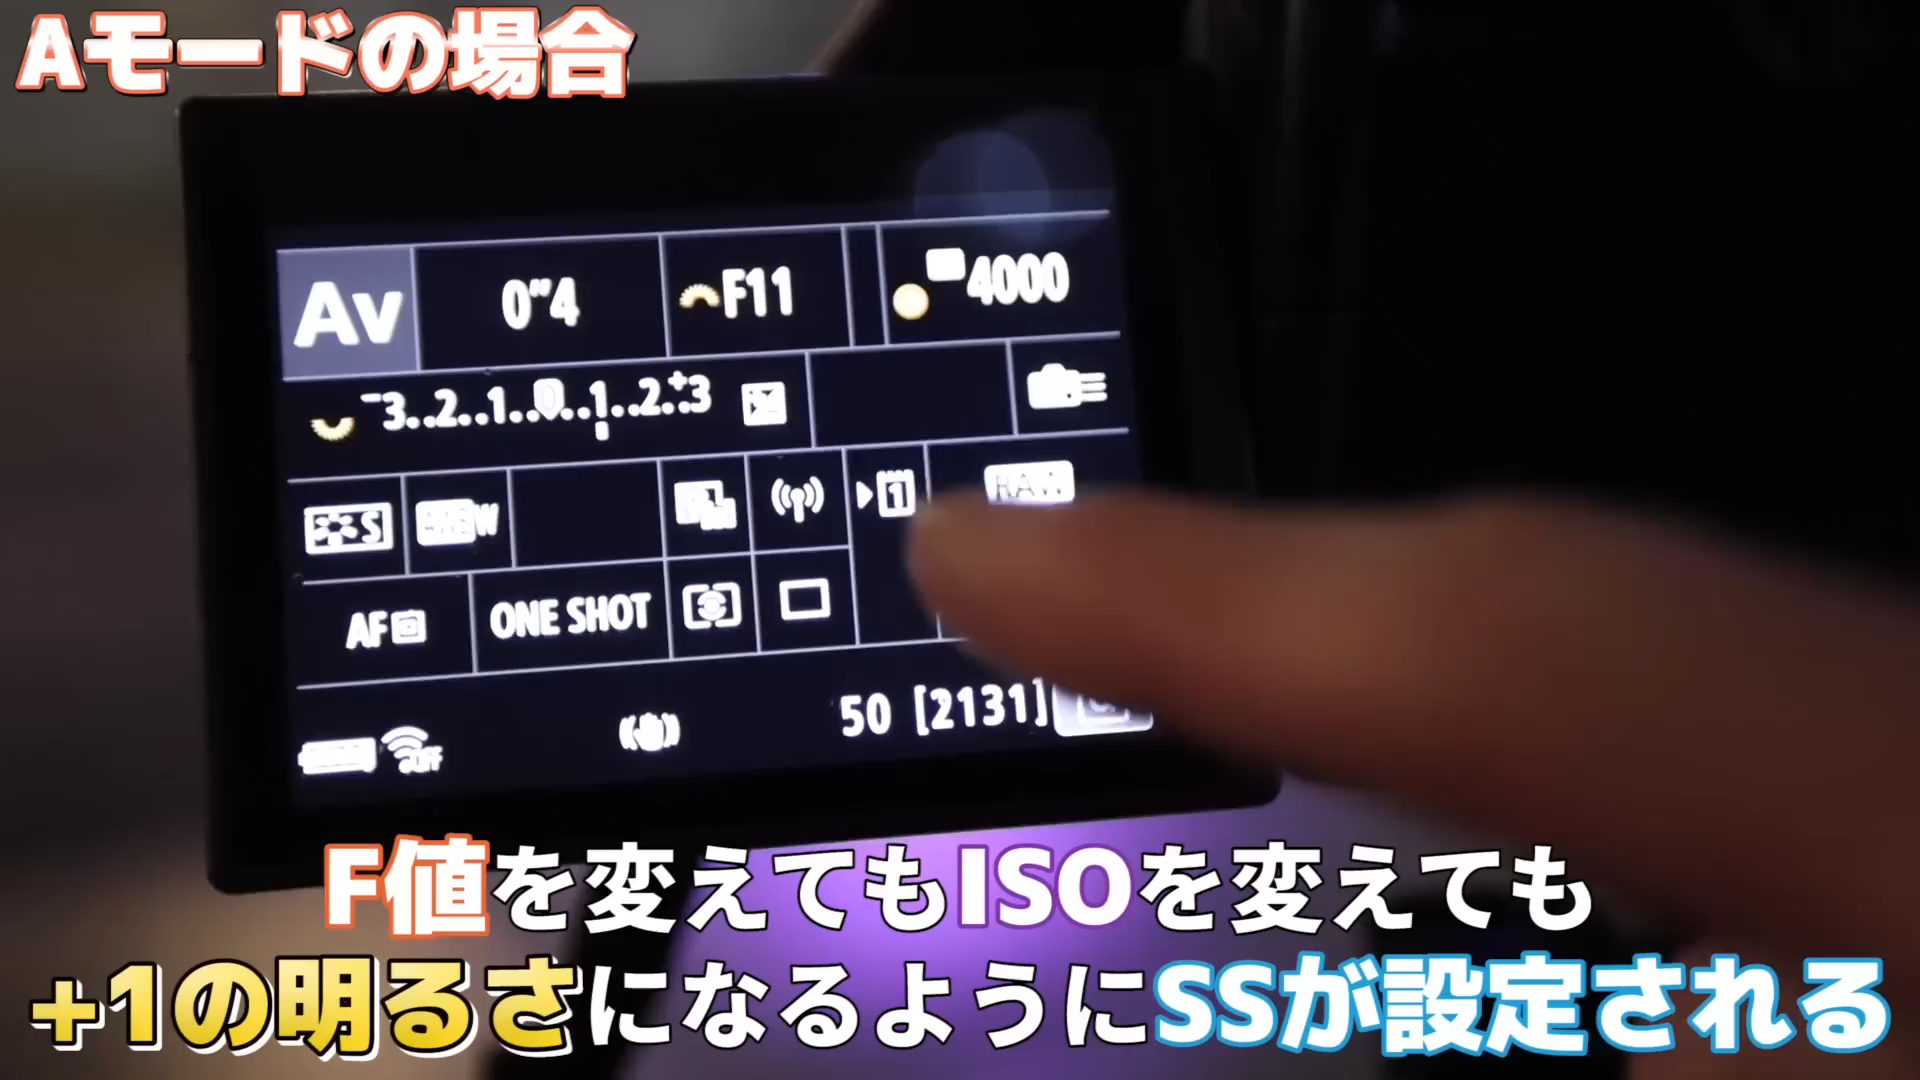 Aモードの場合
Av 0"4 F11 4000
-3..2..1..0..1..2..+3
S W 1 RAW
AF ONE SHOT
OFF 50 [2131]
F値を変えてもISOを変えても
+1の明るさになるようにSSが設定される